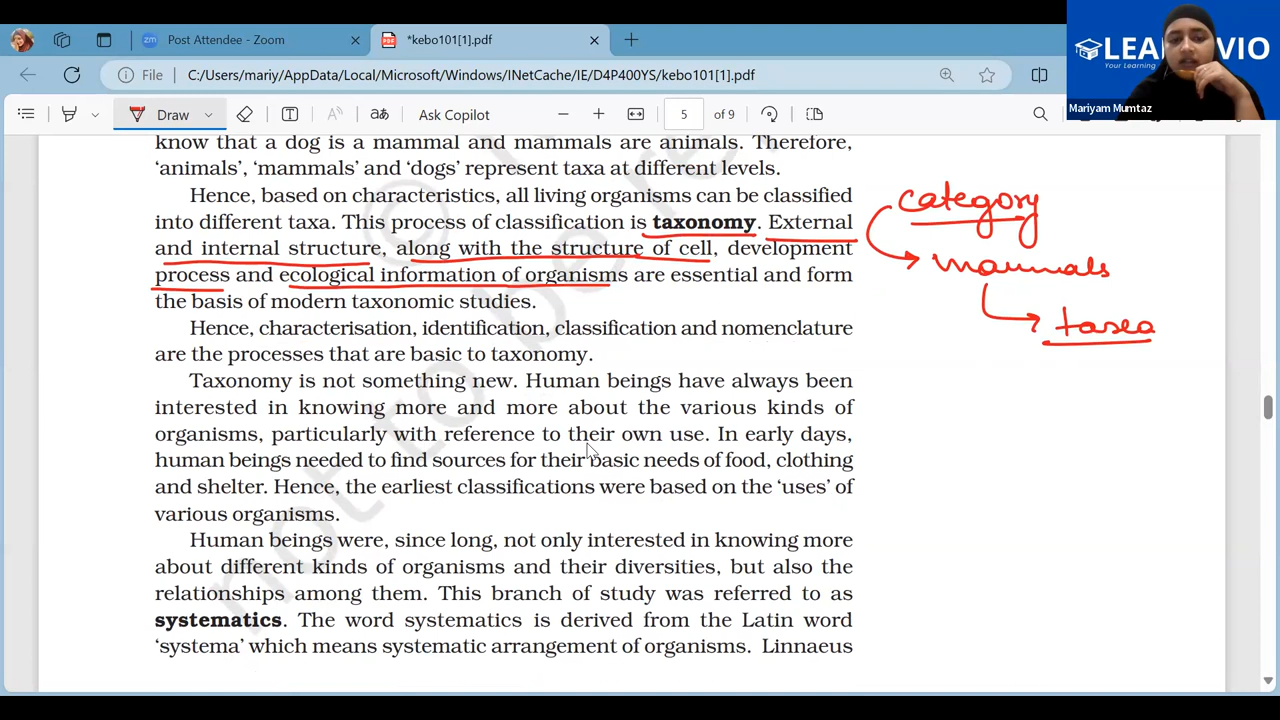 Post Attendee - Zoom
*kebo101[1].pdf
File
C:/Users/mariy/AppData/Local/Microsoft/Windows/INetCache/IE/D4P400YS/kebo101[1].pdf
VIO
Your Learning
Mariyam Mumtaz
Draw
Ask Copilot
5 of 9
know that a dog is a mammal and mammals are animals. Therefore,
'animals', 'mammals' and 'dogs' represent taxa at different levels.
Hence, based on characteristics, all living organisms can be classified
into different taxa. This process of classification is taxonomy. External
and internal structure, along with the structure of cell, development
process and ecological information of organisms are essential and form
the basis of modern taxonomic studies.
Hence, characterisation, identification, classification and nomenclature
are the processes that are basic to taxonomy.
Taxonomy is not something new. Human beings have always been
interested in knowing more and more about the various kinds of
organisms, particularly with reference to their own use. In early days,
human beings needed to find sources for their basic needs of food, clothing
and shelter. Hence, the earliest classifications were based on the 'uses' of
various organisms.
Human beings were, since long, not only interested in knowing more
about different kinds of organisms and their diversities, but also the
relationships among them. This branch of study was referred to as
systematics. The word systematics is derived from the Latin word
'systema' which means systematic arrangement of organisms. Linnaeus
category
mammals
taxa
not to be re